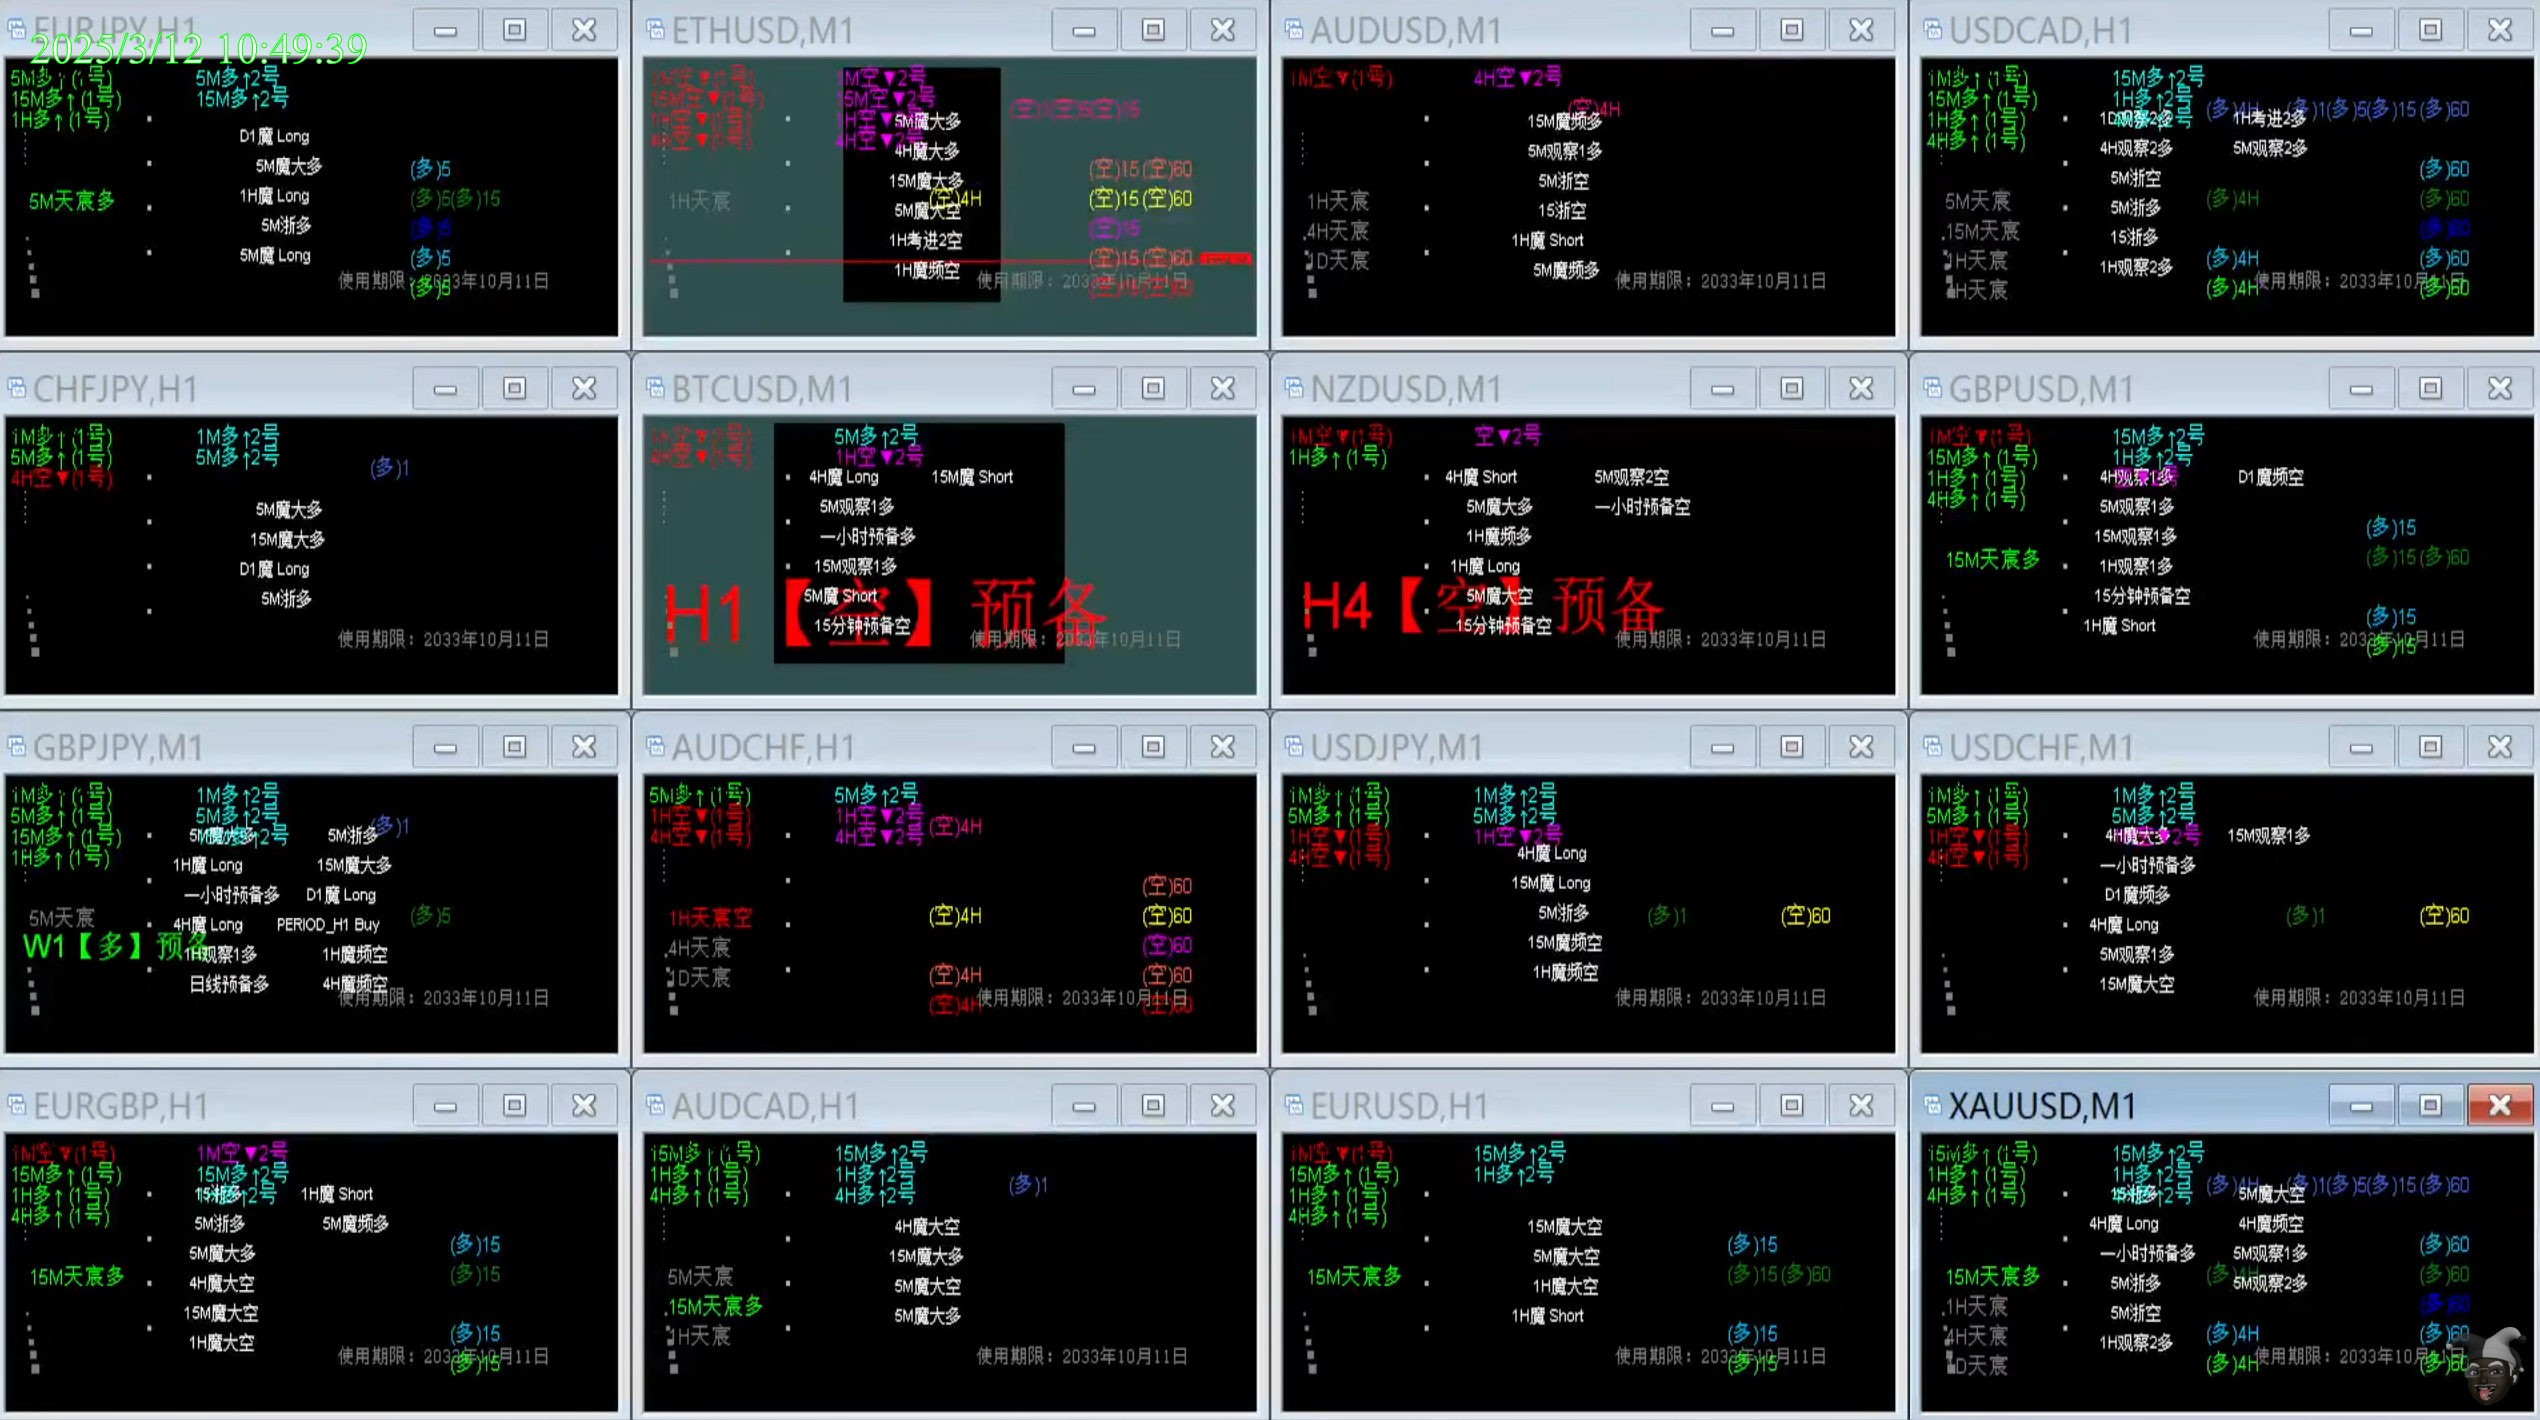 EURJPY,H1
2025/3/12 10:49:39
5M多↑(1号) 5M多↑2号
15M多↑(1号) 15M多↑2号
1H多↑(1号)
D1魔 Long
5M魔大多 (多)5
1H魔 Long
5M天宸多 (多)5(多)15
5M浙多 (多)5
5M魔 Long (多)5
使用期限：2033年10月11日
(多)5
ETHUSD,M1
1M空▼(1号) 1M空▼2号
15M空▼(1号) 15M空▼2号
1H空▼(1号) 1H空▼2号
4H空▼(1号) 4H空▼2号
(空)1(空)5(空)15
5M魔大多
4H魔大多
15M魔大多 (空)15(空)60
1H天宸 (空)4H (空)15(空)60
5M魔大空 (空)15
1H考进2空
1H魔频空 (空)15(空)60
使用期限：2033年10月11日
AUDUSD,M1
1M空▼(1号) 4H空▼2号
(空)4H
15M魔频多
5M观察1多
5M浙空
1H天宸 15浙空
4H天宸 1H魔 Short
1D天宸 5M魔频多
使用期限：2033年10月11日
USDCAD,H1
1M多↑(1号) 15M多↑2号
15M多↑(1号) 1H多↑2号
1H多↑(1号)
4H多↑(1号)
(多)4H (多)1(多)5(多)15(多)60
1D观察2多 1H考进2多
4H观察2多 5M观察2多
5M浙空 (多)60
5M天宸 5M浙多 (多)4H (多)60
15M天宸 15浙多 (多)60
1H天宸 1H观察2多 (多)4H (多)60
4H天宸 (多)4H (多)60
使用期限：2033年10月11日
CHFJPY,H1
1M多↑(1号) 1M多↑2号
5M多↑(1号) 5M多↑2号
4H空▼(1号) (多)1
5M魔大多
15M魔大多
D1魔 Long
5M浙多
使用期限：2033年10月11日
BTCUSD,M1
1H空▼(1号) 5M多↑2号
4H空▼(1号) 1H空▼2号
4H魔 Long 15M魔 Short
5M观察1多
一小时预备多
15M观察1多
5M魔 Short
H1【空】预备
15分钟预备空
使用期限：2033年10月11日
NZDUSD,M1
1M空▼(1号) 空▼2号
1H多↑(1号)
4H魔 Short 5M观察2空
5M魔大多 一小时预备空
1H魔频多
1H魔 Long
5M魔大空
H4【空】预备
15分钟预备空
使用期限：2033年10月11日
GBPUSD,M1
1M空▼(1号) 15M多↑2号
15M多↑(1号) 1H多↑2号
1H多↑(1号)
4H多↑(1号)
4H观察1多 D1魔频空
5M观察1多
15M观察1多 (多)15
15M天宸多 1H观察1多 (多)15(多)60
15分钟预备空
1H魔 Short (多)15
使用期限：2033年10月11日
(多)15
GBPJPY,M1
1M多↑(1号) 1M多↑2号
5M多↑(1号) 5M多↑2号
15M多↑(1号) 15M多↑2号
1H多↑(1号) (多)1
5M魔大多 5M浙多
1H魔 Long 15M魔大多
一小时预备多 D1魔 Long
5M天宸 4H魔 Long PERIOD_H1 Buy (多)5
W1【多】预备
1H观察1多 1H魔频空
日线预备多 4H魔频空
使用期限：2033年10月11日
AUDCHF,H1
5M多↑(1号) 5M多↑2号
1H空▼(1号) 1H空▼2号
4H空▼(1号) 4H空▼2号
(空)4H
(空)60
1H天宸空 (空)4H (空)60
4H天宸 (空)60
1D天宸 (空)4H (空)60
(空)4H (空)60
使用期限：2033年10月11日
USDJPY,M1
1M多↑(1号) 1M多↑2号
5M多↑(1号) 5M多↑2号
1H空▼(1号) 1H空▼2号
4H空▼(1号)
4H魔 Long
15M魔 Long
5M浙多 (多)1 (空)60
15M魔频空
1H魔频空
使用期限：2033年10月11日
USDCHF,M1
1M多↑(1号) 1M多↑2号
5M多↑(1号) 5M多↑2号
1H空▼(1号) 空▼2号
4H空▼(1号)
4H魔大多 15M观察1多
一小时预备多
D1魔频多
4H魔 Long (多)1 (空)60
5M观察1多
15M魔大空
使用期限：2033年10月11日
EURGBP,H1
1M空▼(1号) 1M空▼2号
15M多↑(1号) 15M多↑2号
1H多↑(1号) 1H多↑2号
4H多↑(1号)
15浙多 1H魔 Short
5M浙多 5M魔频多
5M魔大多 (多)15
15M天宸多 4H魔大空 (多)15
15M魔大空
1H魔大空 (多)15
使用期限：2033年10月11日
(多)15
AUDCAD,H1
15M多↑(1号) 15M多↑2号
1H多↑(1号) 1H多↑2号
4H多↑(1号) 4H多↑2号
(多)1
4H魔大空
15M魔大多
5M天宸 5M魔大空
15M天宸多 5M魔大多
1H天宸
使用期限：2033年10月11日
EURUSD,H1
1M空▼(1号) 15M多↑2号
15M多↑(1号) 1H多↑2号
1H多↑(1号)
4H多↑(1号)
15M魔大空
5M魔大空 (多)15
15M天宸多 1H魔大空 (多)15(多)60
1H魔 Short (多)15
使用期限：2033年10月11日
(多)15
XAUUSD,M1
15M多↑(1号) 15M多↑2号
1H多↑(1号) 1H多↑2号
4H多↑(1号) 4H多↑2号
(多)4H (多)1(多)5(多)15(多)60
15浙多 5M魔大空
4H魔 Long 4H魔频空
一小时预备多 5M观察1多 (多)60
15M天宸多 5M浙多 (多)4H 5M观察2多 (多)60
1H天宸 5M浙空 (多)60
4H天宸 1H观察2多 (多)4H (多)60
1D天宸 (多)4H (多)60
使用期限：2033年10月11日